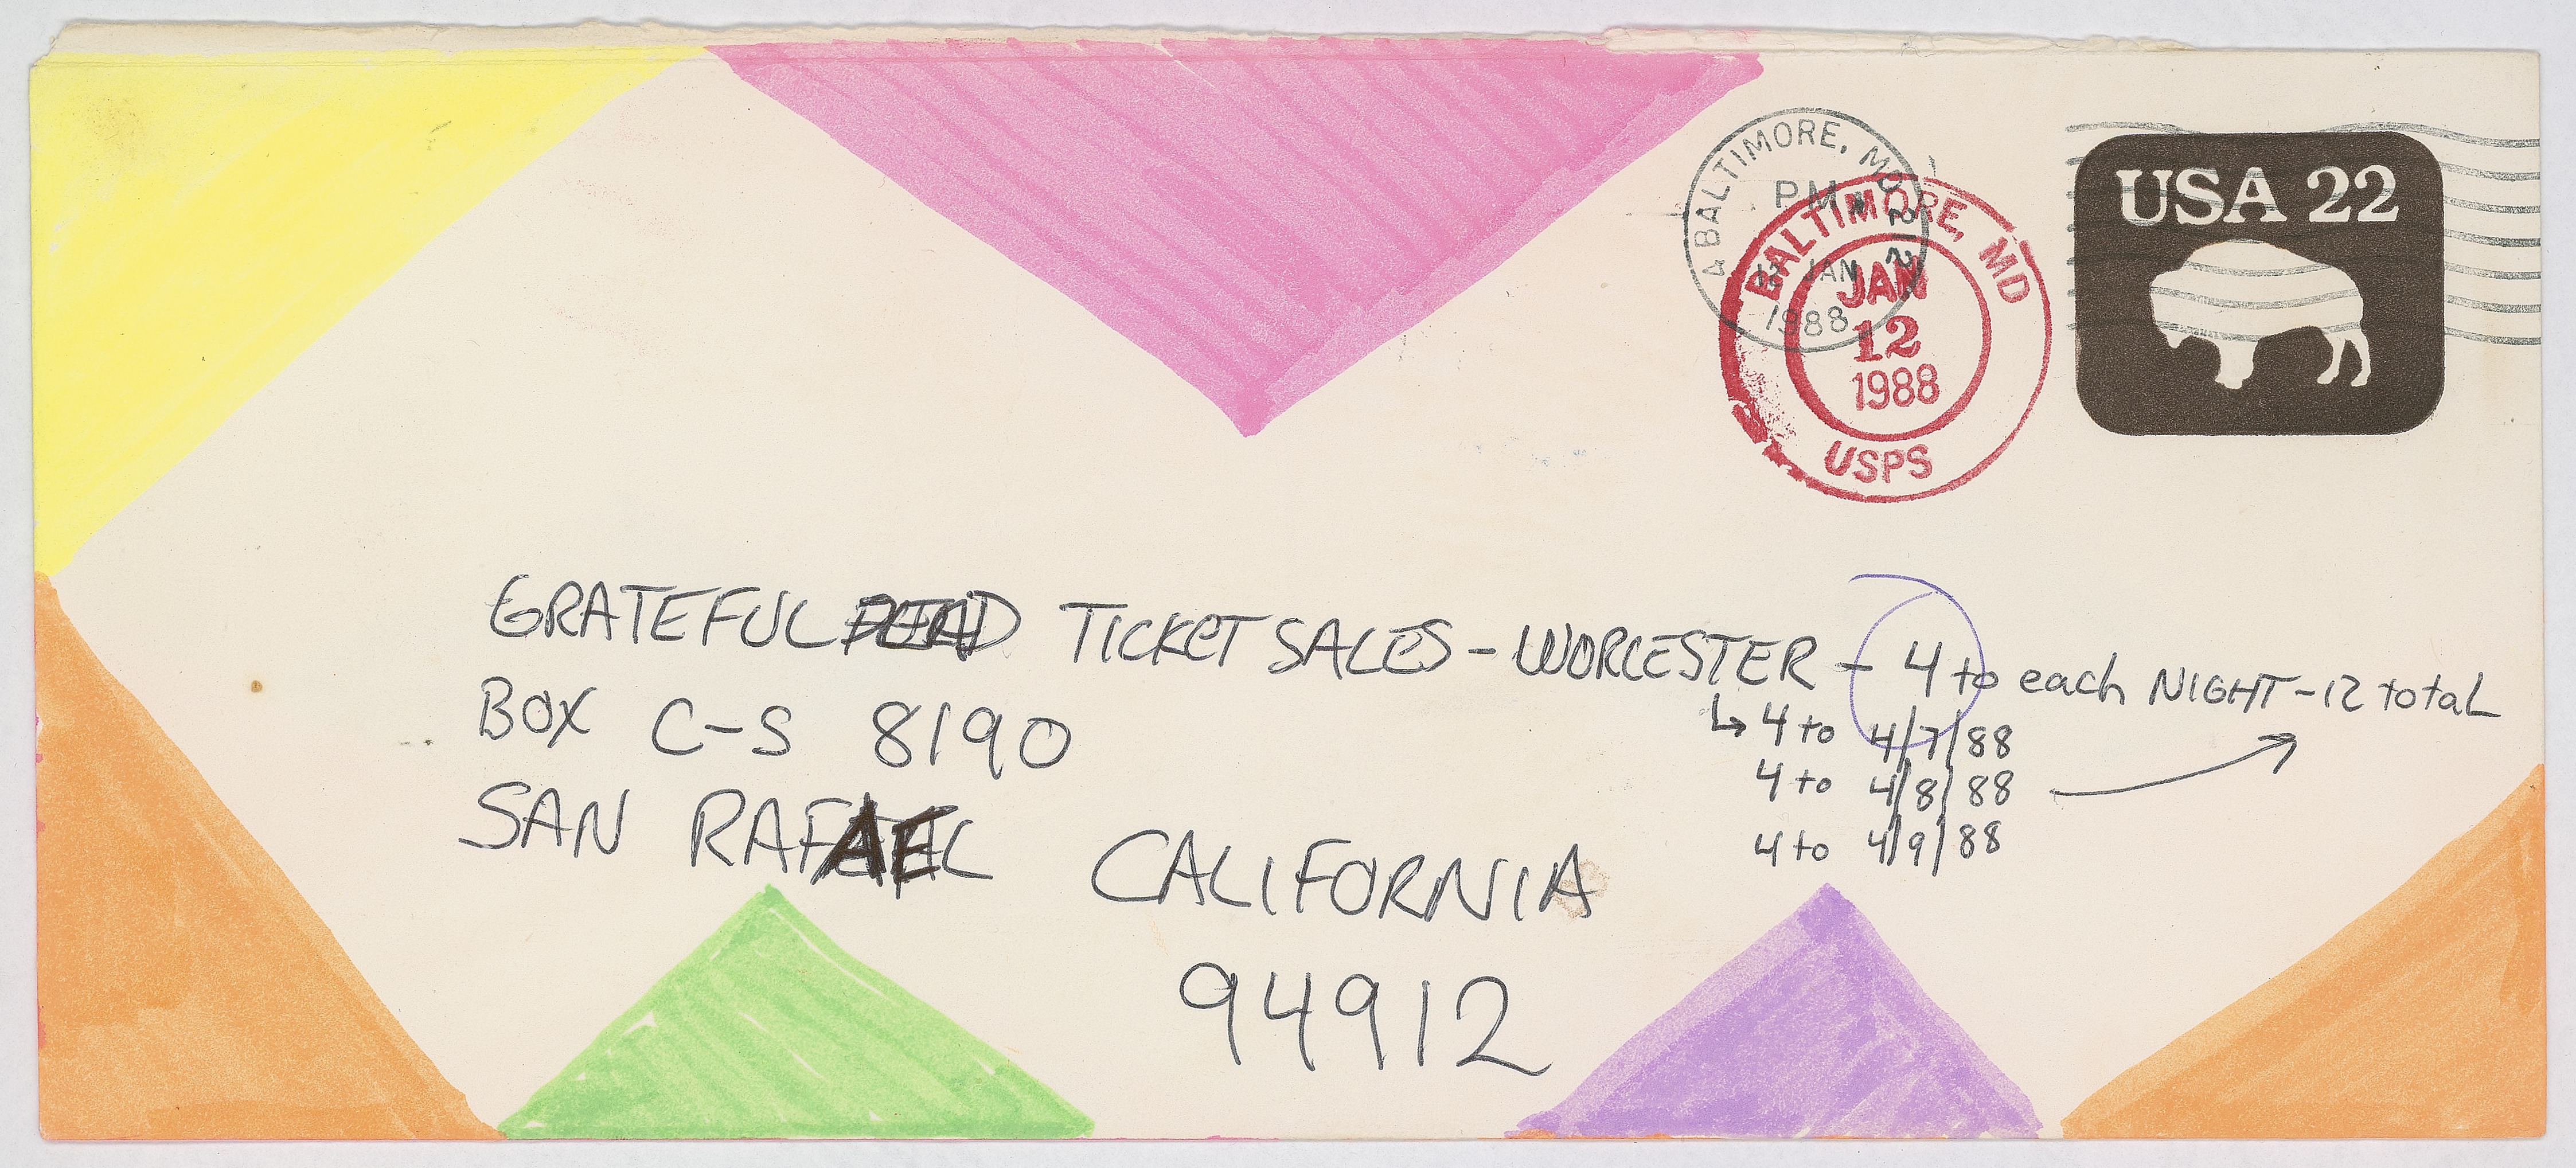 BALTIMORE, MD
PM
12 JAN
1988
BALTIMORE, MD
JAN
12
1988
USPS
USA 22
GRATEFUL DEAD TICKET SALES - WORCESTER - 4 to each NIGHT - 12 total
↳ 4 to 4/7/88
BOX C-S 8190
4 to 4/8/88
4 to 4/9/88
SAN RAFAEL CALIFORNIA
94912